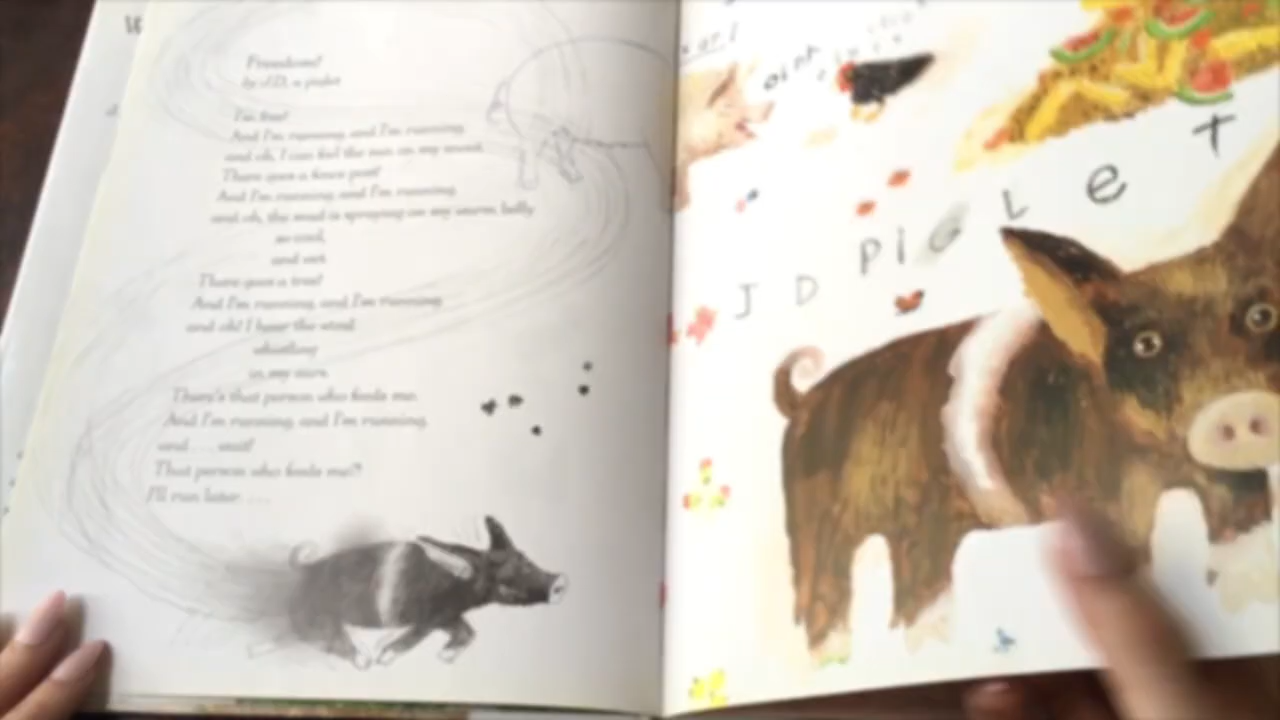 Freedom!
by J.D., a piglet
I'm free!
And I'm running, and I'm running,
and oh, I can feel the sun on my snout.
There goes a fence post!
And I'm running, and I'm running,
and oh, the mud is spraying on my warm belly
so cool,
and wet.
There goes a tree!
And I'm running, and I'm running,
and oh! I hear the wind
whistling
in my ears.
There's that person who feeds me.
And I'm running, and I'm running,
and . . . wait!
That person who feeds me?!
I'll run later . . . .
oink
J D PiGLeT